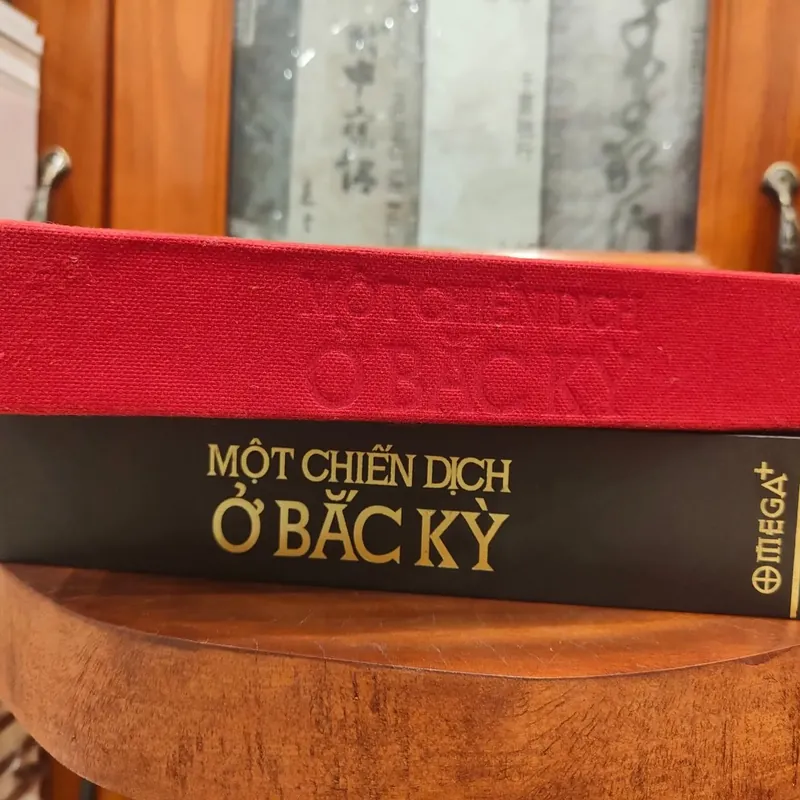 MỘT CHIẾN DỊCH
Ở BẮC KỲ
MỘT CHIẾN DỊCH
Ở BẮC KỲ
OMEGA+